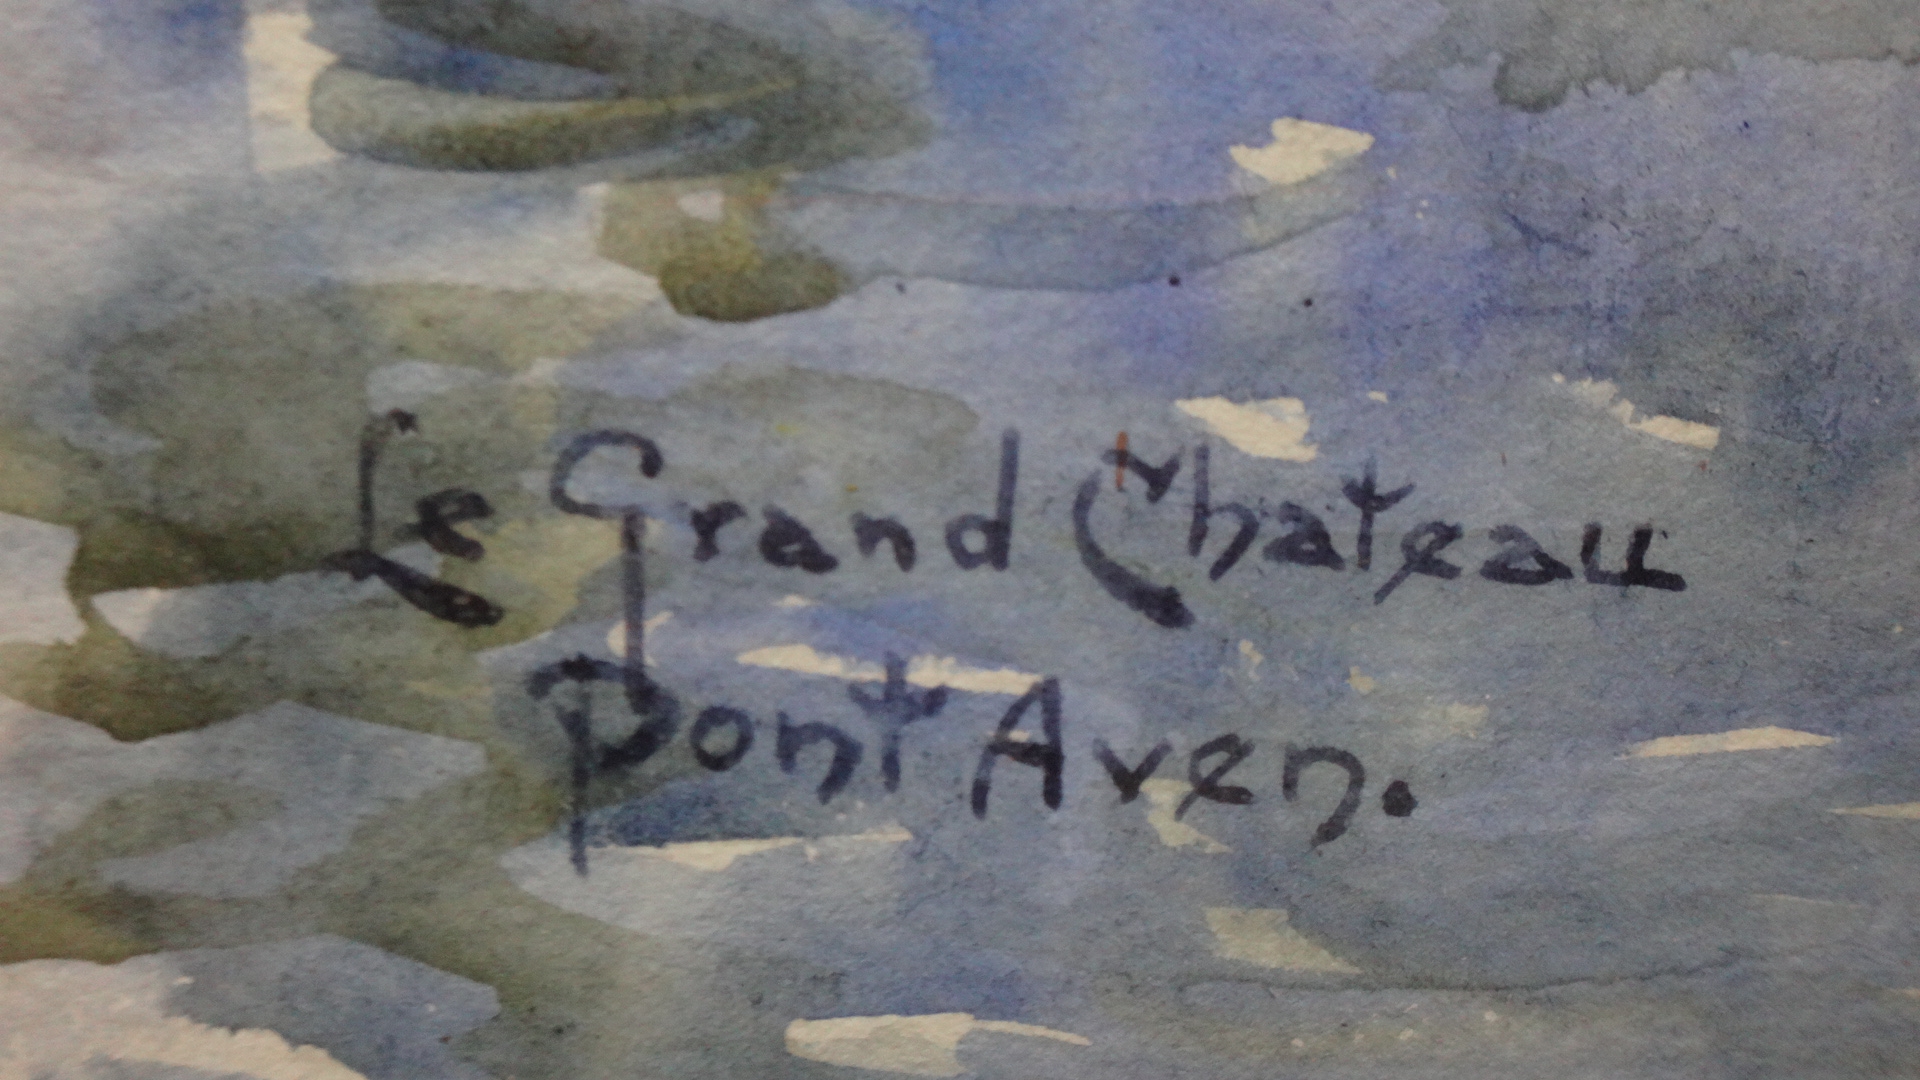 Le Grand Chateau
Pont Aven.